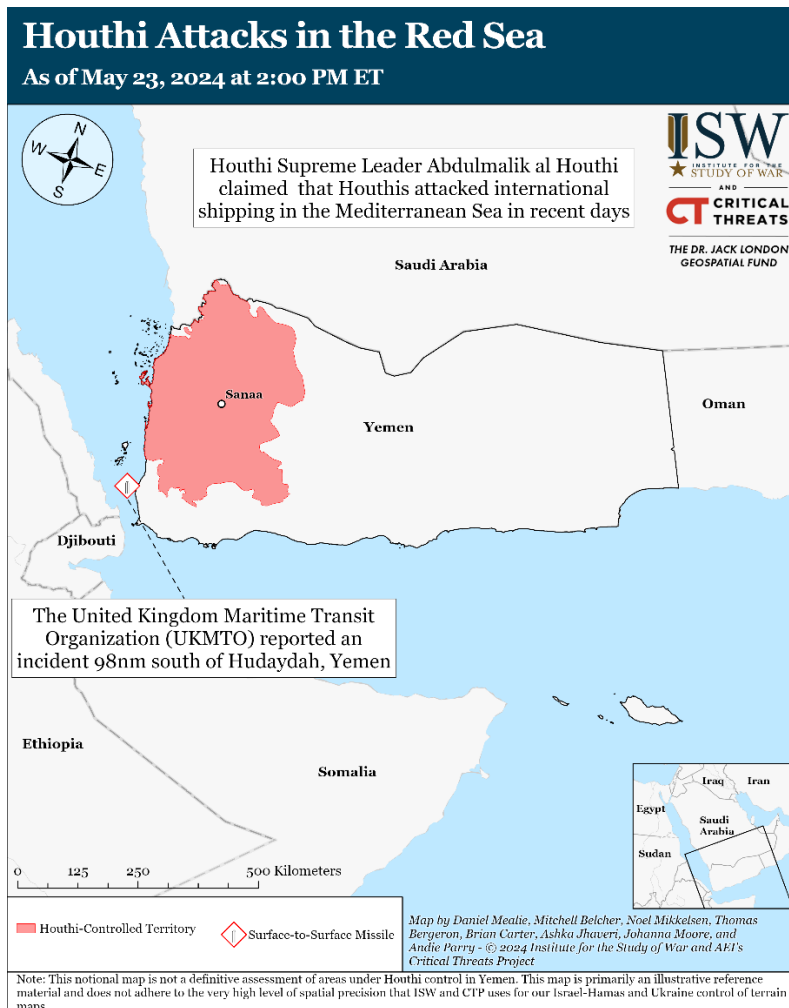 Houthi Attacks in the Red Sea
As of May 23, 2024 at 2:00 PM ET
N
W
E
S
Houthi Supreme Leader Abdulmalik al Houthi
claimed that Houthis attacked international
shipping in the Mediterranean Sea in recent days
ISW
INSTITUTE FOR THE
STUDY OF WAR
AND
CT CRITICAL
THREATS
THE DR. JACK LONDON
GEOSPATIAL FUND
Saudi Arabia
Sanaa
Yemen
Oman
Djibouti
The United Kingdom Maritime Transit
Organization (UKMTO) reported an
incident 98nm south of Hudaydah, Yemen
Ethiopia
Somalia
Iraq
Iran
Egypt
Saudi
Arabia
Sudan
0 125 250 500 Kilometers
Houthi-Controlled Territory
Surface-to-Surface Missile
Map by Daniel Mealie, Mitchell Belcher, Noel Mikkelsen, Thomas
Bergeron, Brian Carter, Ashka Jhaveri, Johanna Moore, and
Andie Parry - © 2024 Institute for the Study of War and AEI's
Critical Threats Project
Note: This notional map is not a definitive assessment of areas under Houthi control in Yemen. This map is primarily an illustrative reference
material and does not adhere to the very high level of spatial precision that ISW and CTP uses for our Israel-Hamas and Ukraine control of terrain
maps.